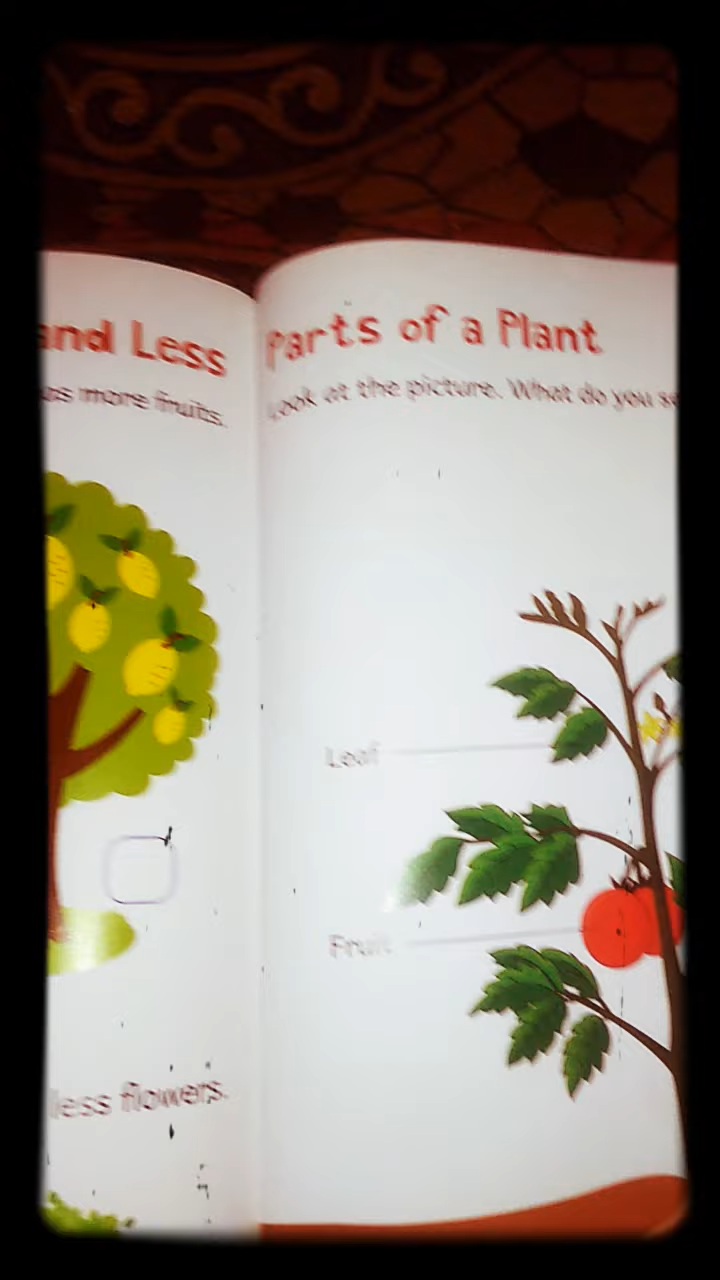 and Less
as more fruits.
less flowers.
Parts of a Plant
Look at the picture. What do you se
Leaf
Fruit